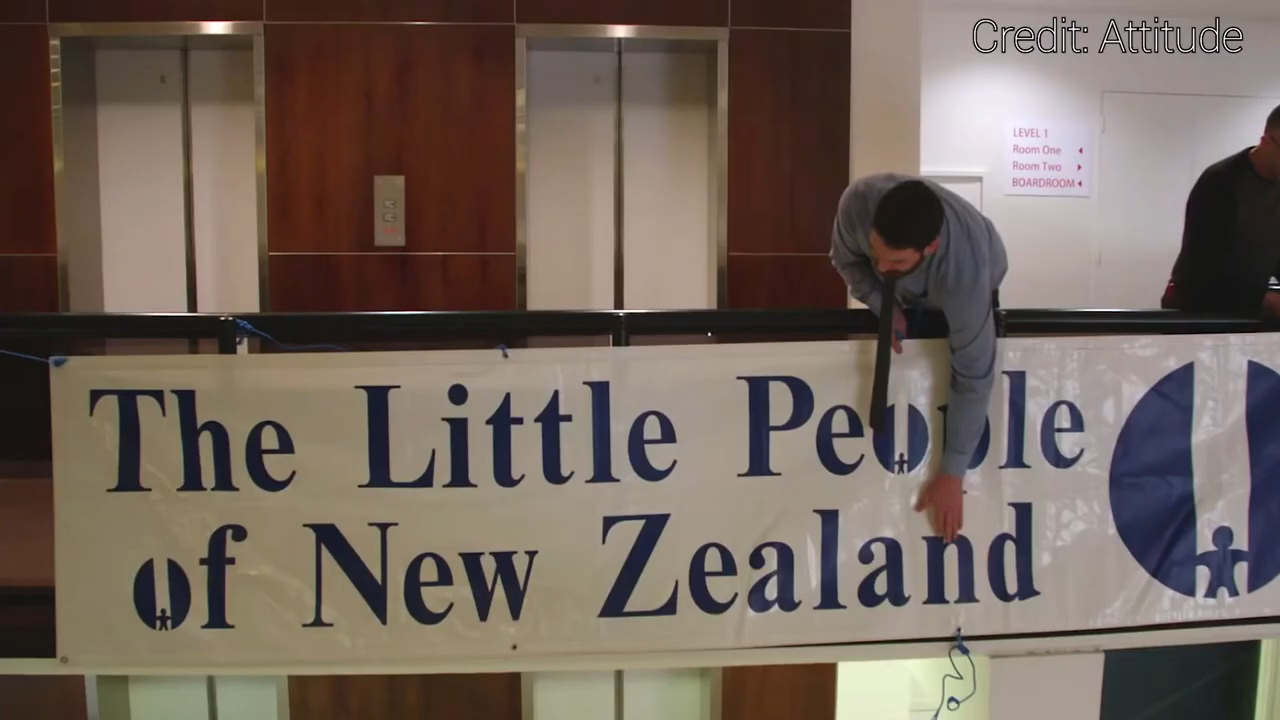 Credit: Attitude
LEVEL 1
Room One
Room Two
BOARDROOM
The Little People
of New Zealand